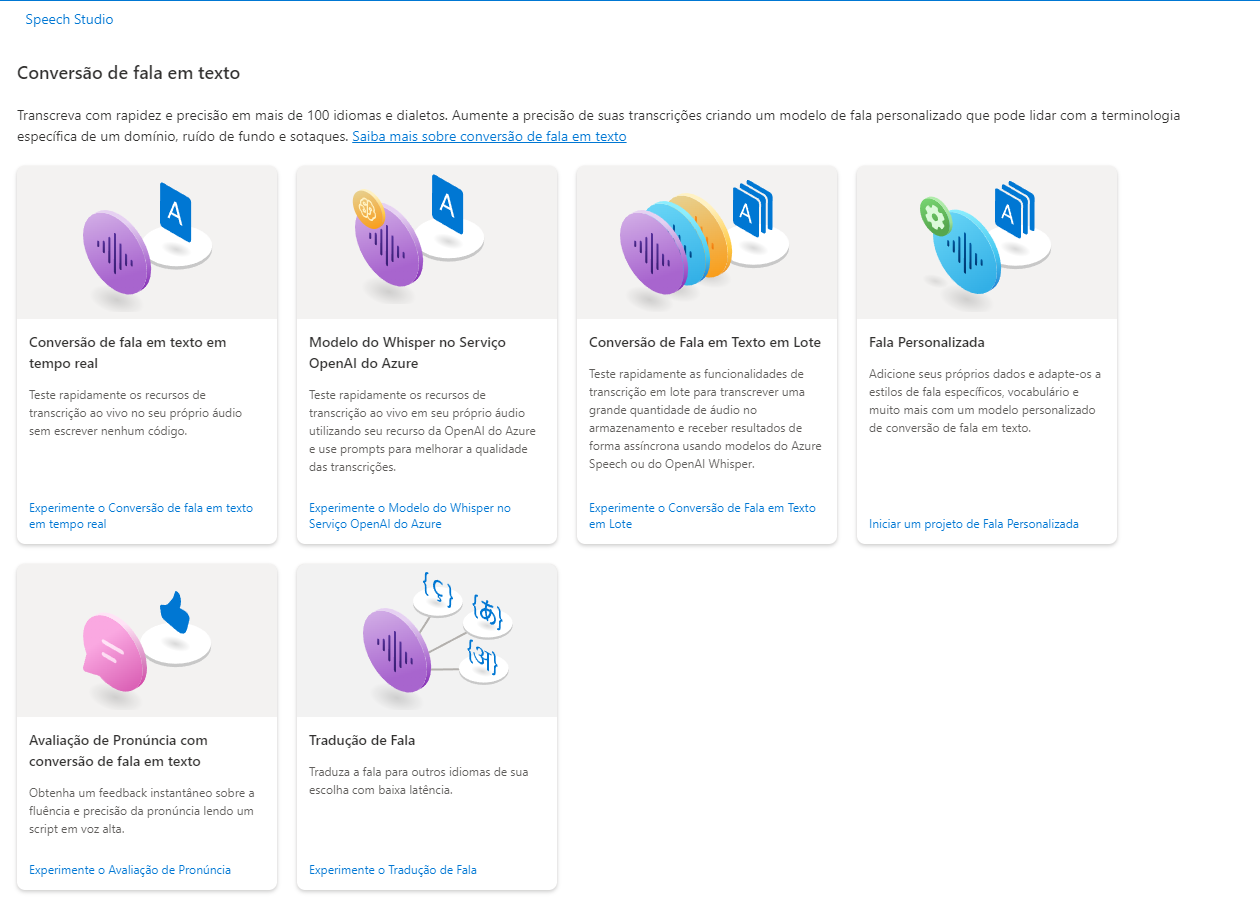 Speech Studio
Conversão de fala em texto
Transcreva com rapidez e precisão em mais de 100 idiomas e dialetos. Aumente a precisão de suas transcrições criando um modelo de fala personalizado que pode lidar com a terminologia
específica de um domínio, ruído de fundo e sotaques. Saiba mais sobre conversão de fala em texto
A
Conversão de fala em texto em
tempo real
Teste rapidamente os recursos de
transcrição ao vivo no seu próprio áudio
sem escrever nenhum código.
Experimente o Conversão de fala em texto
em tempo real
A
Modelo do Whisper no Serviço
OpenAI do Azure
Teste rapidamente os recursos de
transcrição ao vivo em seu próprio áudio
utilizando seu recurso da OpenAI do Azure
e use prompts para melhorar a qualidade
das transcrições.
Experimente o Modelo do Whisper no
Serviço OpenAI do Azure
A
Conversão de Fala em Texto em Lote
Teste rapidamente as funcionalidades de
transcrição em lote para transcrever uma
grande quantidade de áudio no
armazenamento e receber resultados de
forma assíncrona usando modelos do Azure
Speech ou do OpenAI Whisper.
Experimente o Conversão de Fala em Texto
em Lote
A
Fala Personalizada
Adicione seus próprios dados e adapte-os a
estilos de fala específicos, vocabulário e
muito mais com um modelo personalizado
de conversão de fala em texto.
Iniciar um projeto de Fala Personalizada
Avaliação de Pronúncia com
conversão de fala em texto
Obtenha um feedback instantâneo sobre a
fluência e precisão da pronúncia lendo um
script em voz alta.
Experimente o Avaliação de Pronúncia
{ç}
{あ}
{अ}
Tradução de Fala
Traduza a fala para outros idiomas de sua
escolha com baixa latência.
Experimente o Tradução de Fala